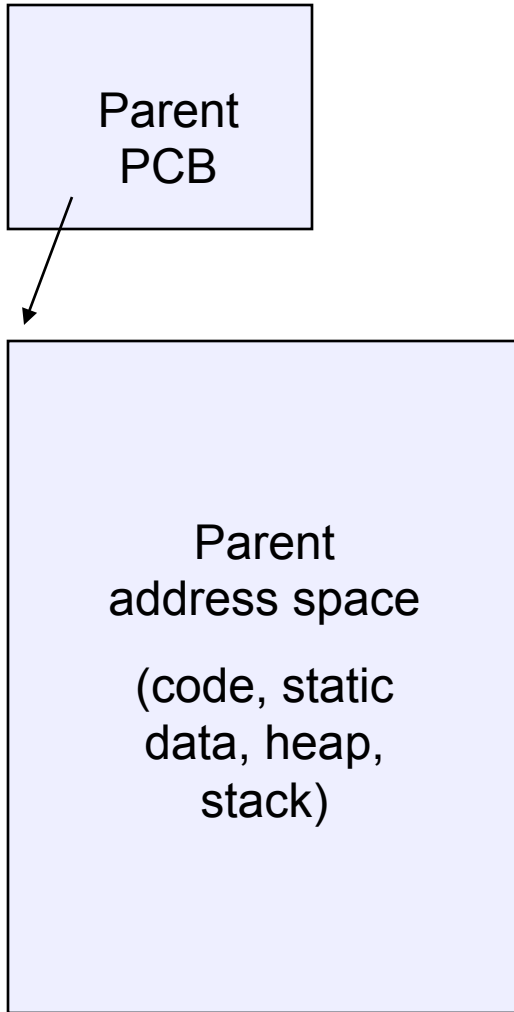 Parent
PCB
Parent
address space
(code, static
data, heap,
stack)